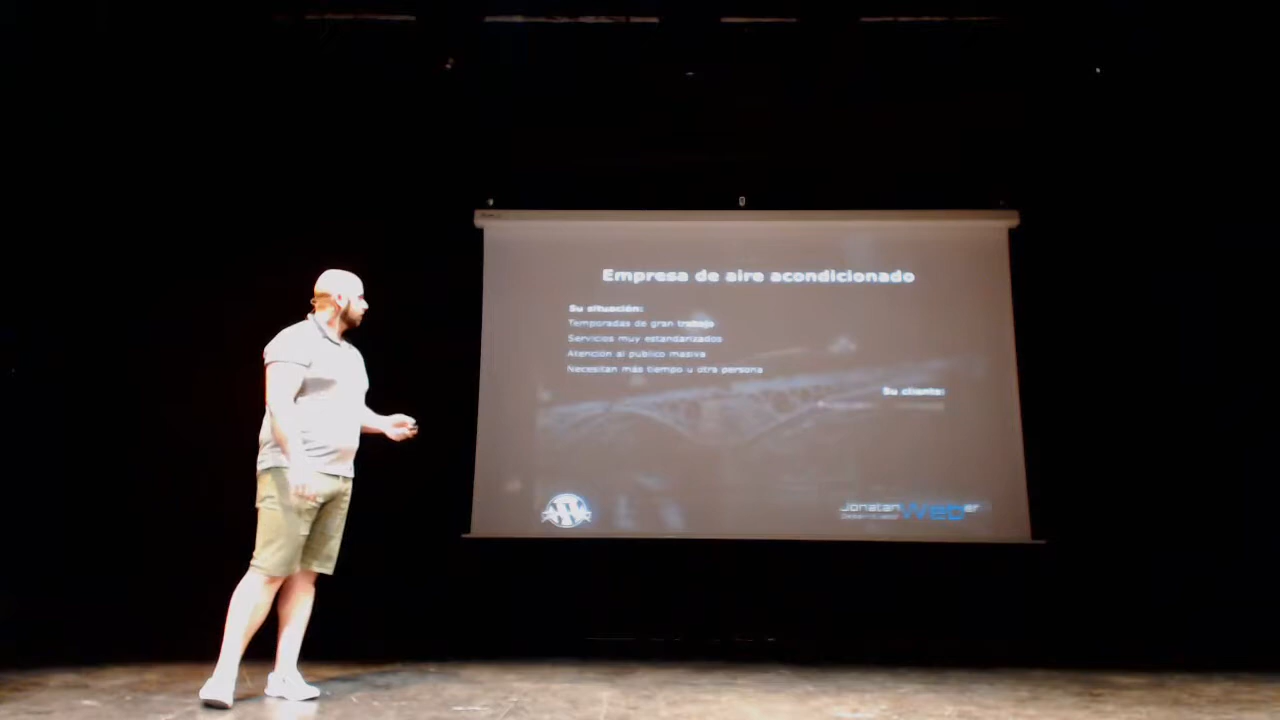 Empresa de aire acondicionado
Su situación:
Temporadas de gran trabajo
Servicios muy estandarizados
Atención al público masiva
Necesitan más tiempo u otra persona
Su cliente:
Jonatan Weber